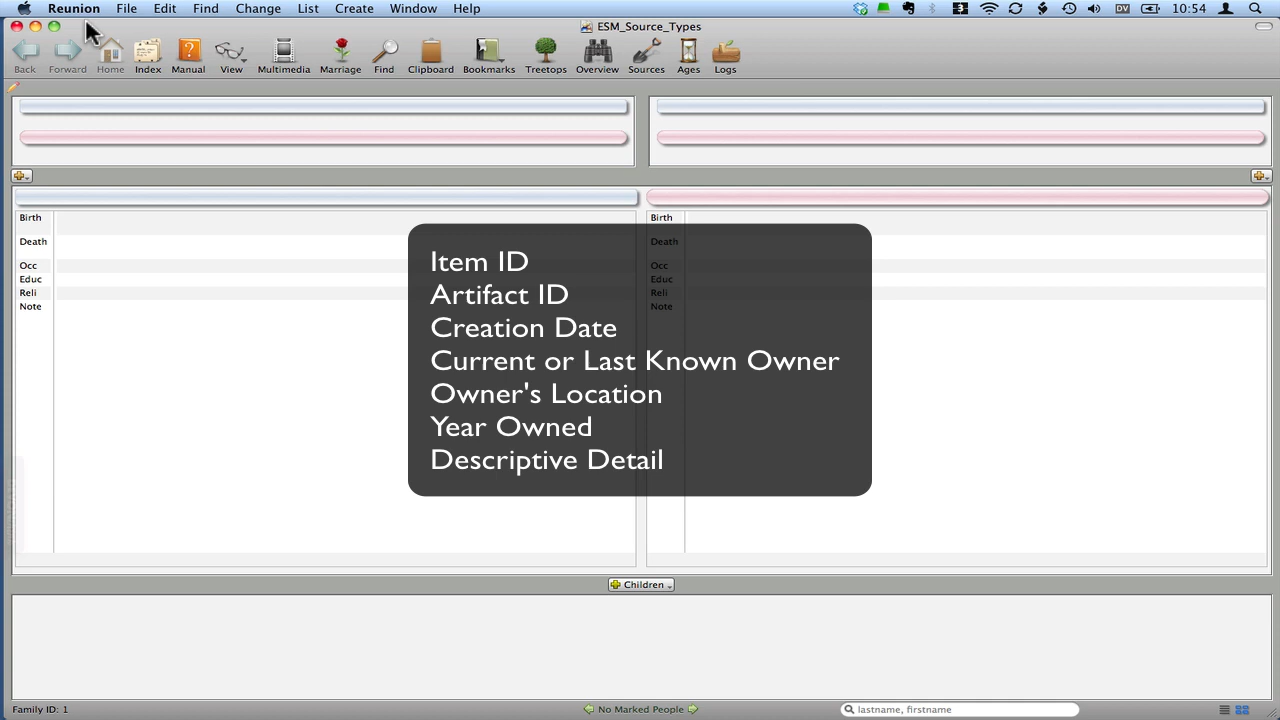 Reunion File Edit Find Change List Create Window Help DV 10:54
ESM_Source_Types
Back Forward Home Index Manual View Multimedia Marriage Find Clipboard Bookmarks Treetops Overview Sources Ages Logs
Birth Birth
Death Death
Occ Occ
Educ Educ
Reli Reli
Note Note
Item ID
Artifact ID
Creation Date
Current or Last Known Owner
Owner's Location
Year Owned
Descriptive Detail
Children
Family ID: 1 No Marked People lastname, firstname